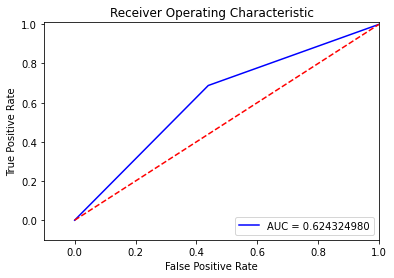 Receiver Operating Characteristic
True Positive Rate
1.0
0.8
0.6
0.4
0.2
0.0
AUC = 0.624324980
0.0 0.2 0.4 0.6 0.8 1.0
False Positive Rate